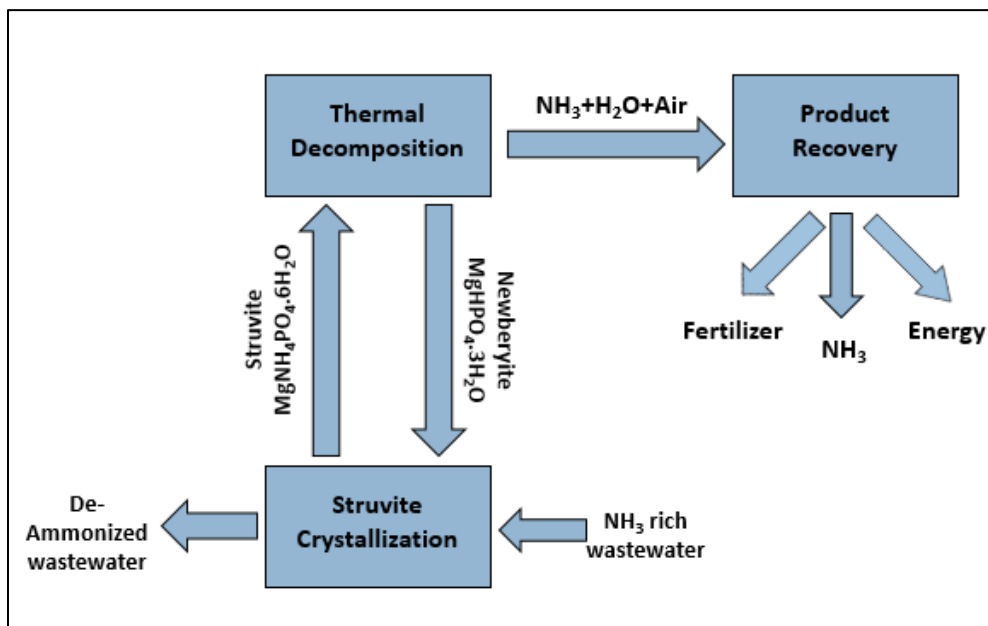 Thermal
Decomposition
NH₃+H₂O+Air
Product
Recovery
Struvite
MgNH₄PO₄.6H₂O
Newberyite
MgHPO₄.3H₂O
Fertilizer
NH₃
Energy
De-
Ammonized
wastewater
Struvite
Crystallization
NH₃ rich
wastewater